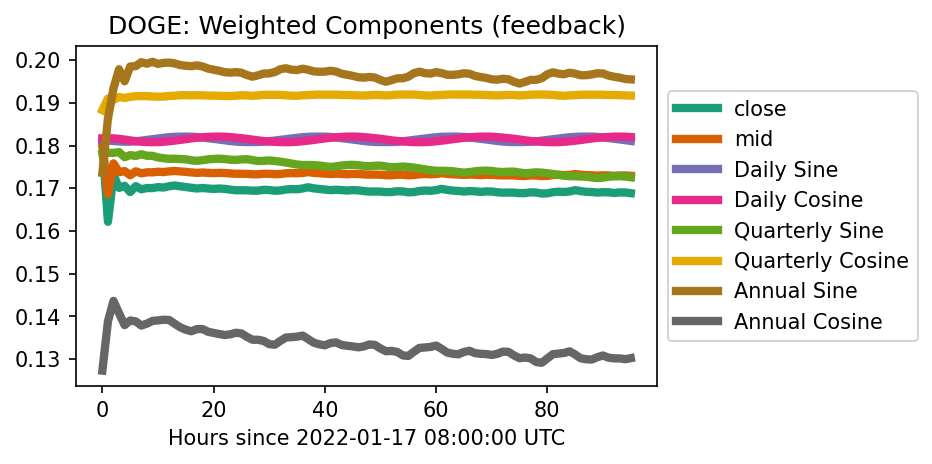 DOGE: Weighted Components (feedback)
0.20
0.19
0.18
0.17
0.16
0.15
0.14
0.13
0 20 40 60 80
Hours since 2022-01-17 08:00:00 UTC
close
mid
Daily Sine
Daily Cosine
Quarterly Sine
Quarterly Cosine
Annual Sine
Annual Cosine